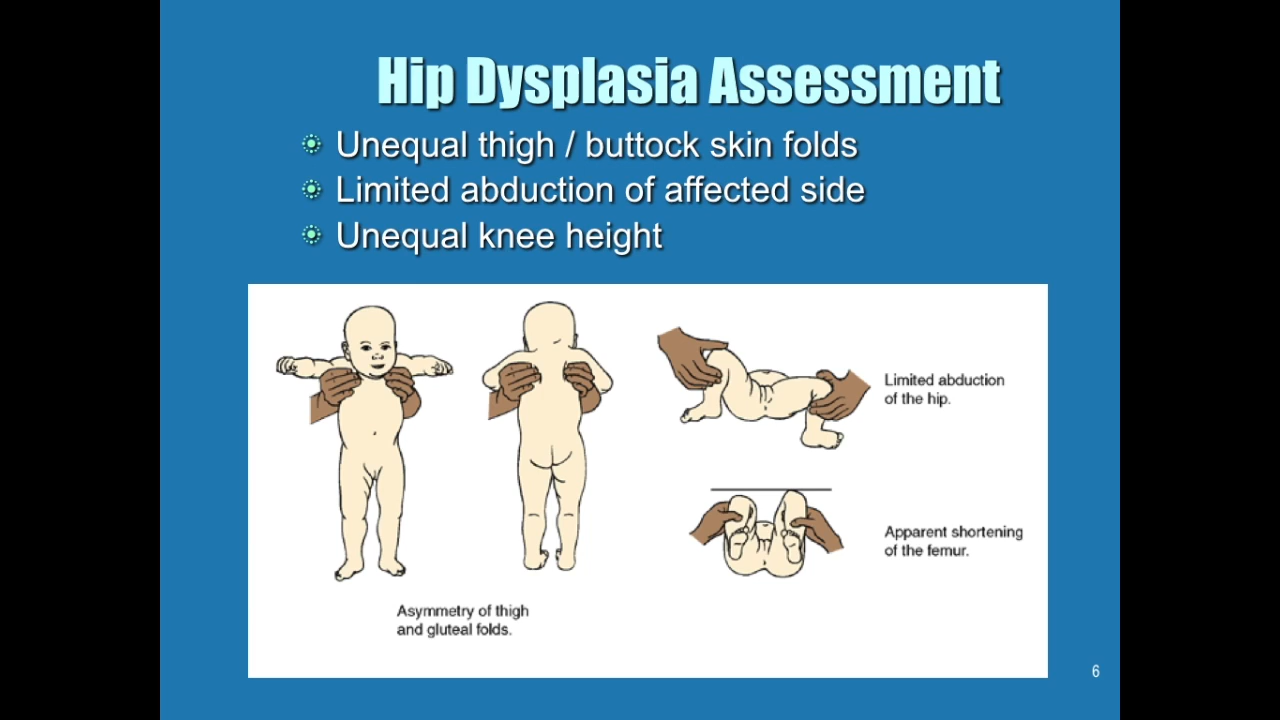 Hip Dysplasia Assessment
Unequal thigh / buttock skin folds
Limited abduction of affected side
Unequal knee height
Limited abduction
of the hip.
Apparent shortening
of the femur.
Asymmetry of thigh
and gluteal folds.
6